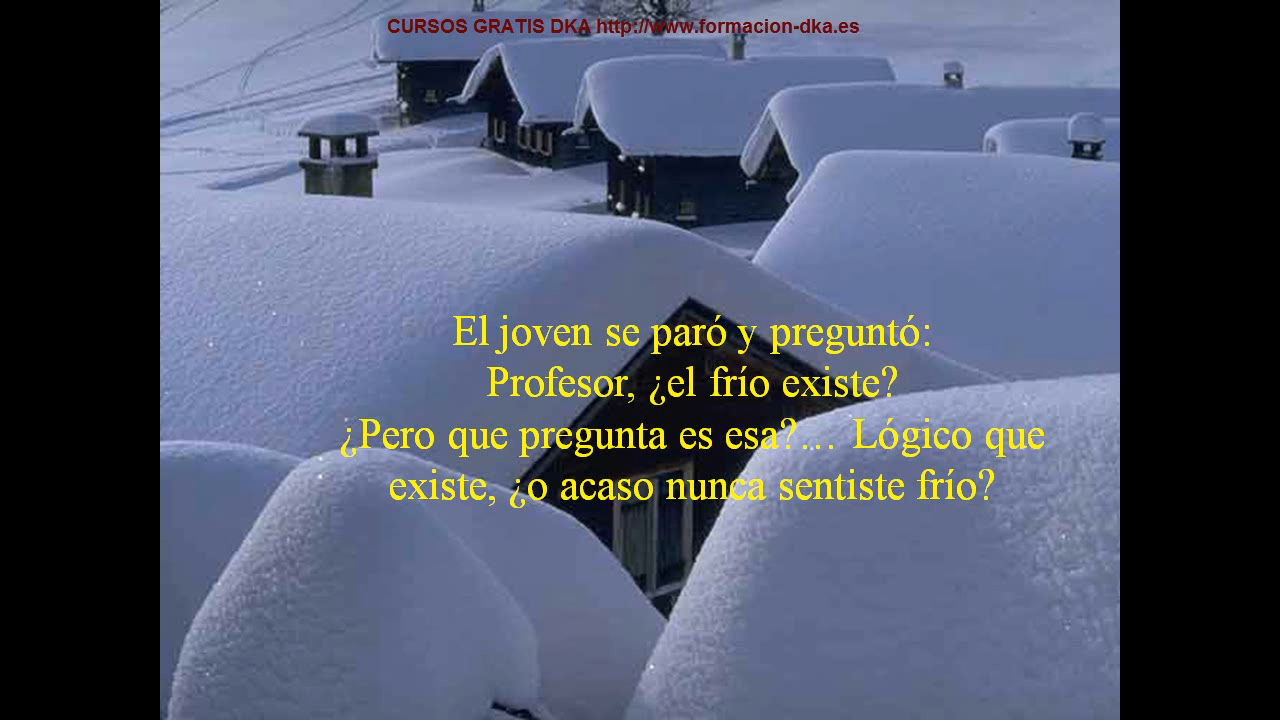 CURSOS GRATIS DKA http://www.formacion-dka.es
El joven se paró y preguntó:
Profesor, ¿el frío existe?
¿Pero que pregunta es esa?... Lógico que
existe, ¿o acaso nunca sentiste frío?